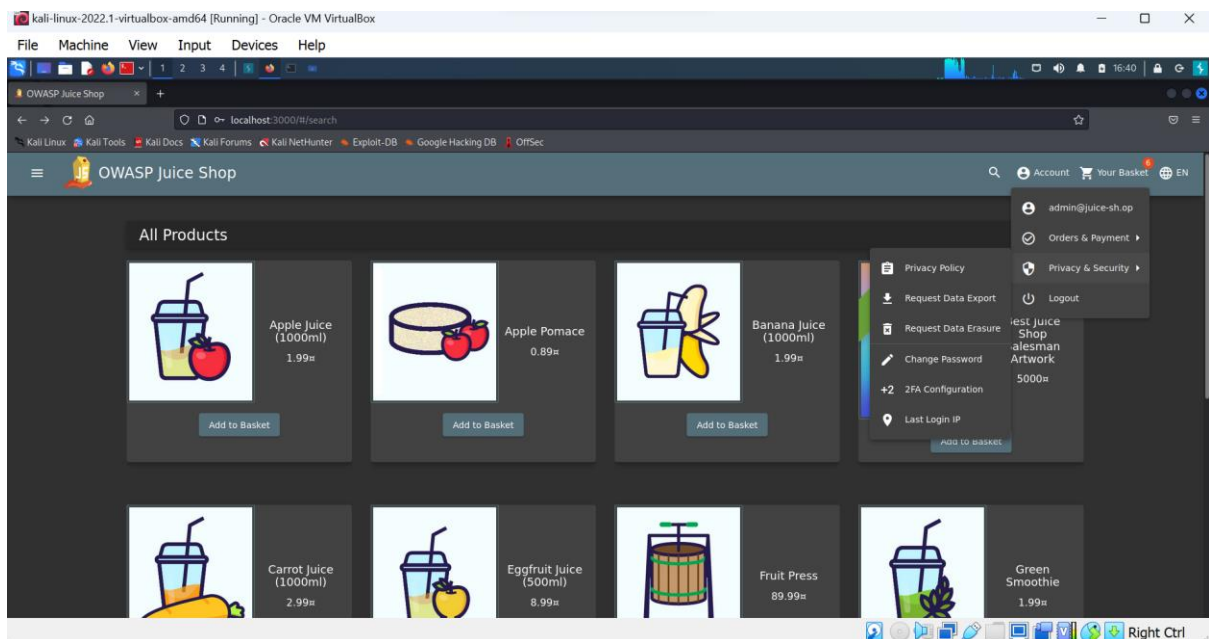 kali-linux-2022.1-virtualbox-amd64 [Running] - Oracle VM VirtualBox
File Machine View Input Devices Help
1 2 3 4 16:40
OWASP Juice Shop
localhost:3000/#/search
Kali Linux Kali Tools Kali Docs Kali Forums Kali NetHunter Exploit-DB Google Hacking DB OffSec
OWASP Juice Shop Account Your Basket 6 EN
admin@juice-sh.op
Orders & Payment
Privacy & Security
Logout
Privacy Policy
Request Data Export
Request Data Erasure
Change Password
+2 2FA Configuration
Last Login IP
All Products
Apple Juice
(1000ml)
1.99¤
Add to Basket
Apple Pomace
0.89¤
Add to Basket
Banana Juice
(1000ml)
1.99¤
Add to Basket
Best Juice
Shop
Salesman
Artwork
5000¤
Add to Basket
Carrot Juice
(1000ml)
2.99¤
Eggfruit Juice
(500ml)
8.99¤
Fruit Press
89.99¤
Green
Smoothie
1.99¤
Right Ctrl